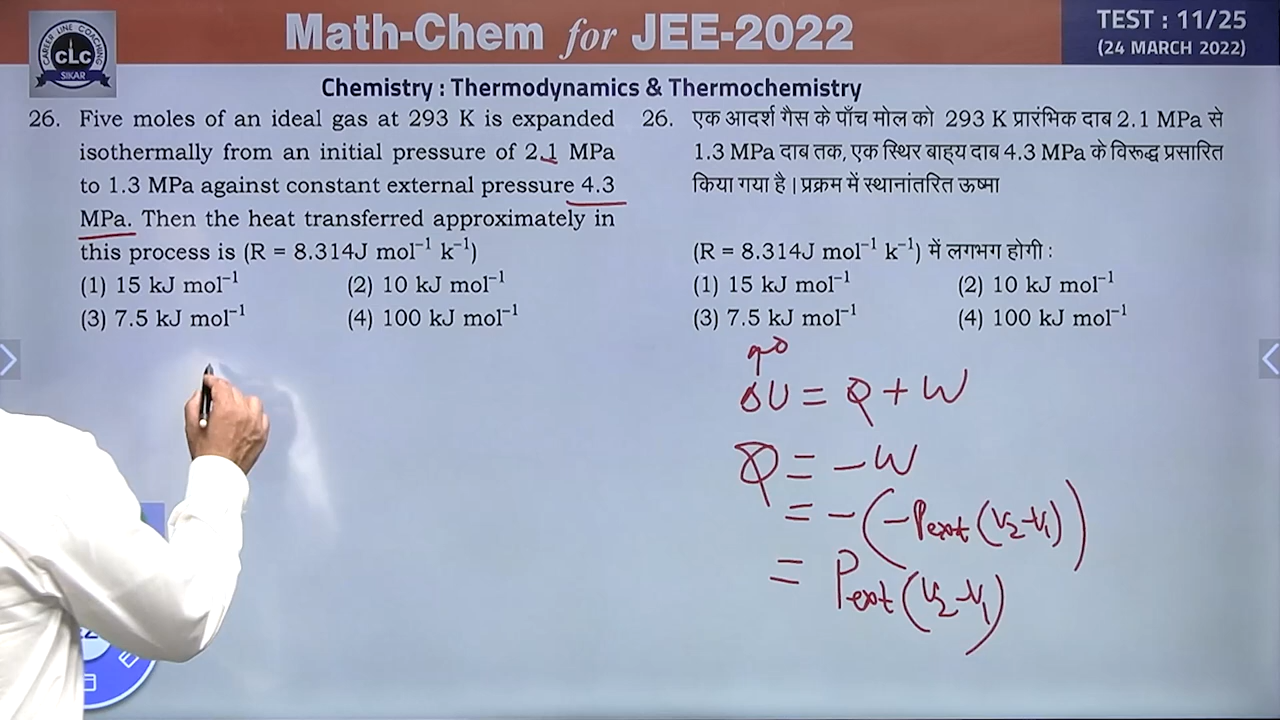 CAREER LINE COACHING
CLC
SIKAR
Math-Chem for JEE-2022
TEST : 11/25
(24 MARCH 2022)
Chemistry : Thermodynamics & Thermochemistry
26. Five moles of an ideal gas at 293 K is expanded
isothermally from an initial pressure of 2.1 MPa
to 1.3 MPa against constant external pressure 4.3
MPa. Then the heat transferred approximately in
this process is (R = 8.314J mol⁻¹ k⁻¹)
(1) 15 kJ mol⁻¹ (2) 10 kJ mol⁻¹
(3) 7.5 kJ mol⁻¹ (4) 100 kJ mol⁻¹
26. एक आदर्श गैस के पाँच मोल को 293 K प्रारंभिक दाब 2.1 MPa से
1.3 MPa दाब तक, एक स्थिर बाह्य दाब 4.3 MPa के विरूद्ध प्रसारित
किया गया है। प्रक्रम में स्थानांतरित ऊष्मा
(R = 8.314J mol⁻¹ k⁻¹) में लगभग होगी :
(1) 15 kJ mol⁻¹ (2) 10 kJ mol⁻¹
(3) 7.5 kJ mol⁻¹ (4) 100 kJ mol⁻¹
ΔU = Q + W
Q = -W
= -(-Pext(V₂-V₁))
= Pext(V₂-V₁)